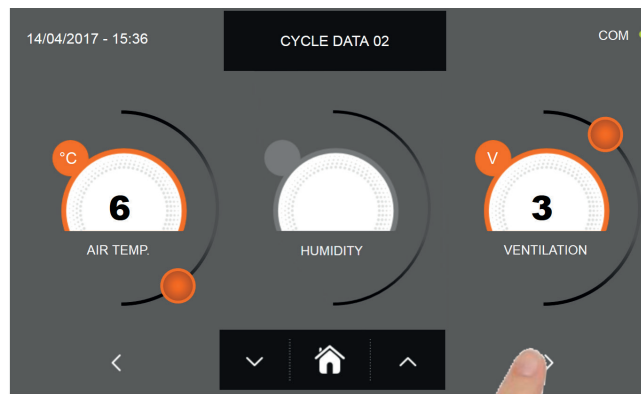 14/04/2017 - 15:36
CYCLE DATA 02
COM
°C
V
6
3
AIR TEMP.
HUMIDITY
VENTILATION